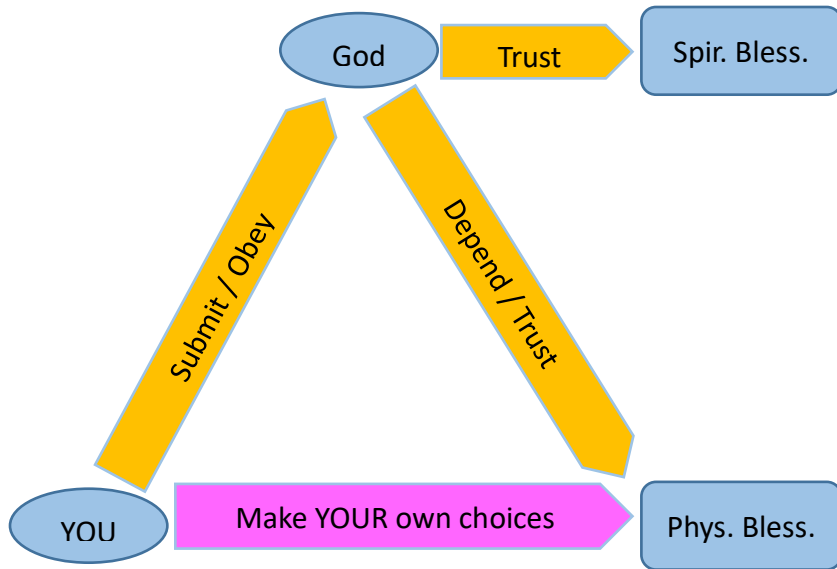 God
Trust
Spir. Bless.
Submit / Obey
Depend / Trust
YOU
Make YOUR own choices
Phys. Bless.